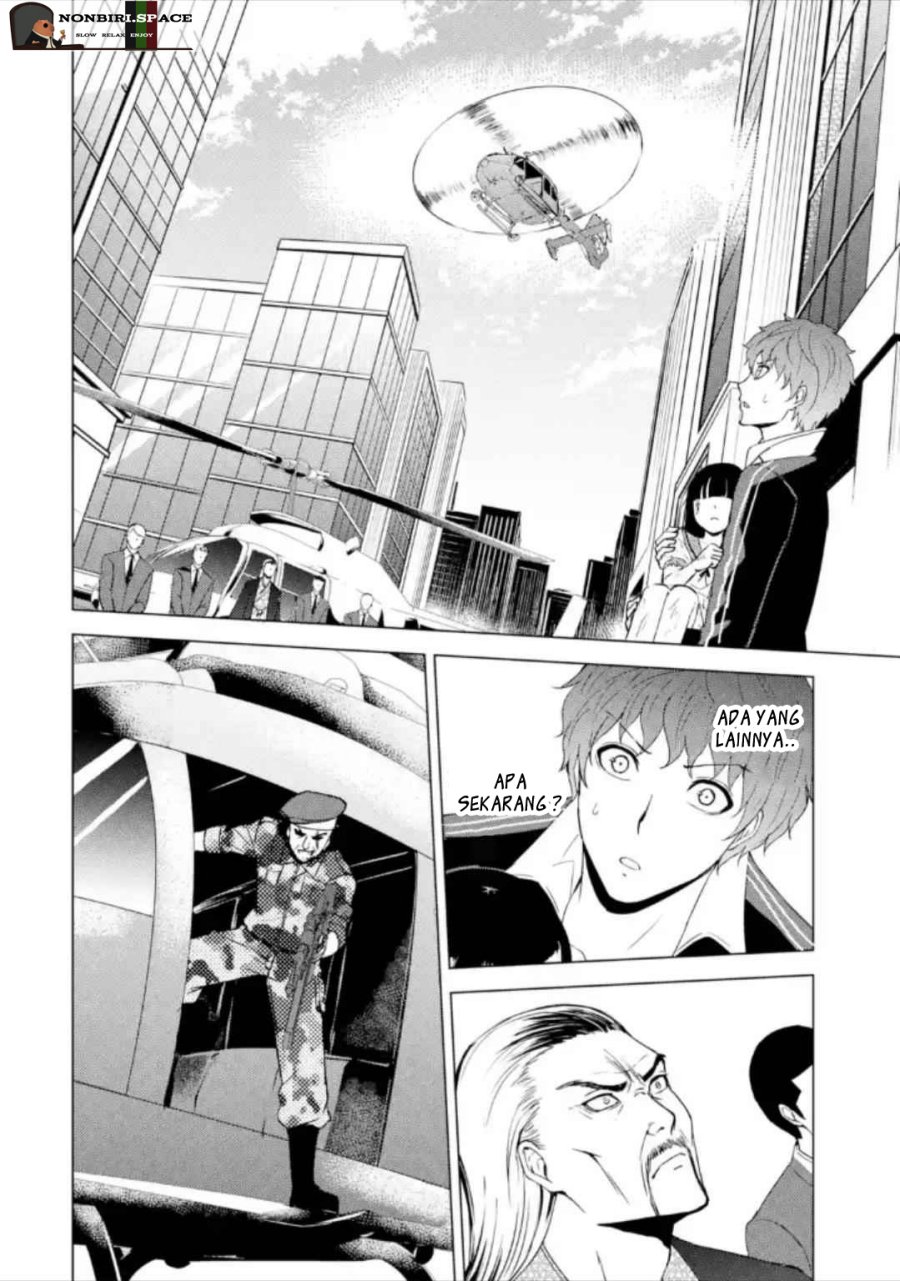 NONBIRI.SPACE
SLOW RELAX ENJOY
ADA YANG
LAINNYA..
APA
SEKARANG?